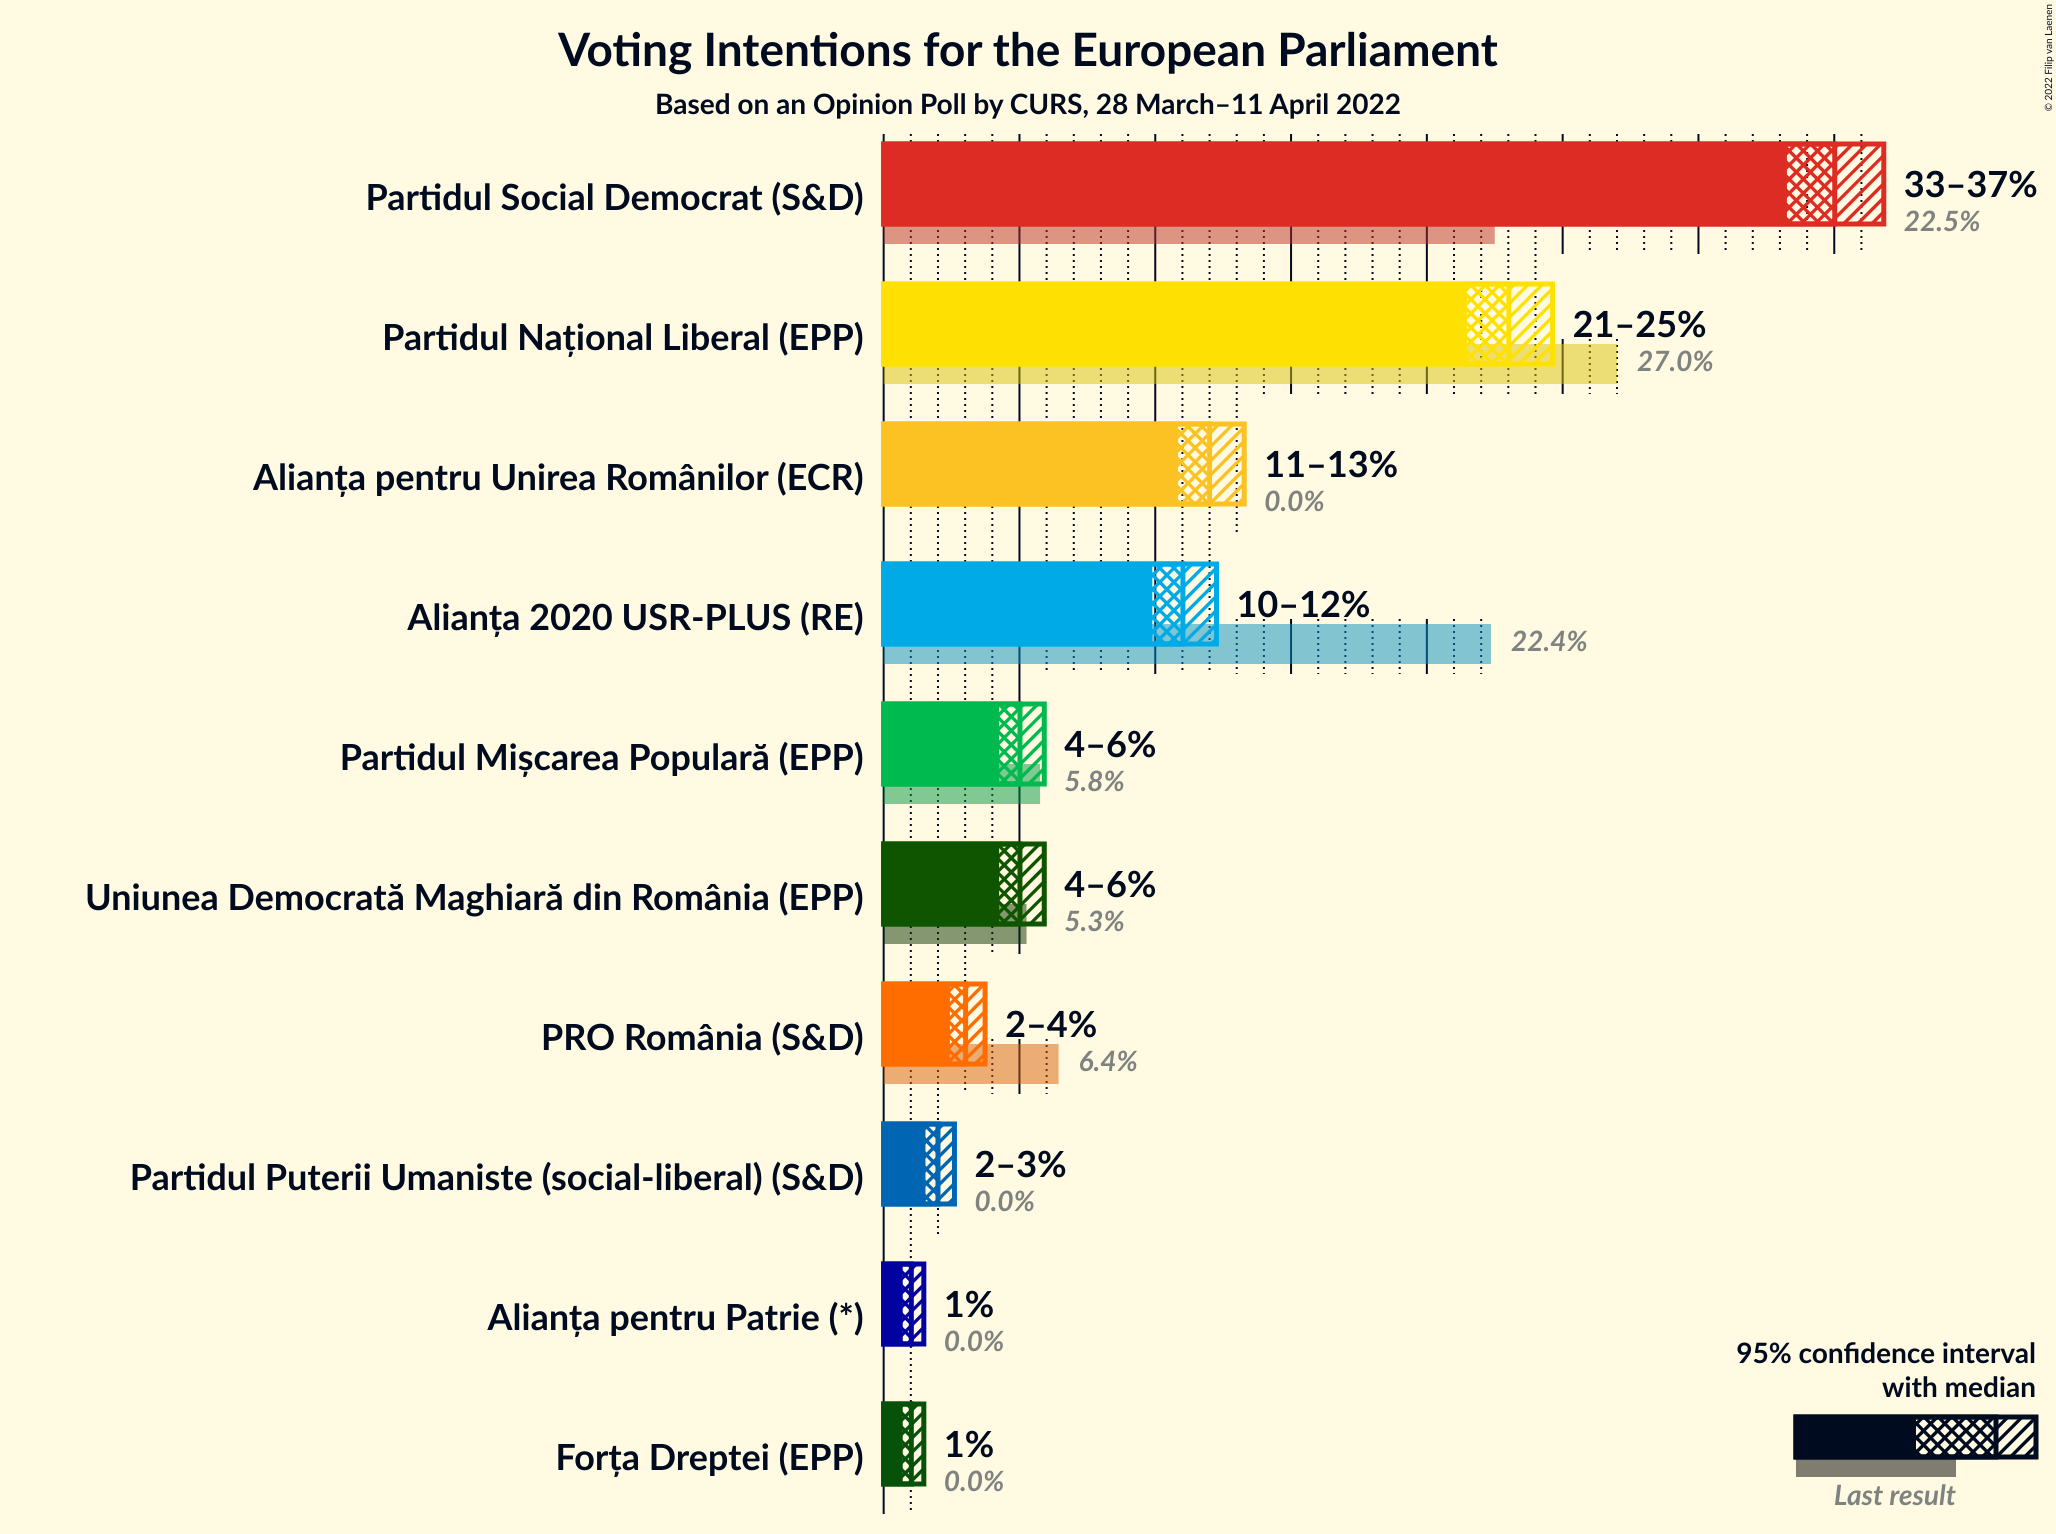 Voting Intentions for the European Parliament
Based on an Opinion Poll by CURS, 28 March–11 April 2022
© 2022 Filip van Laenen
Partidul Social Democrat (S&D)
33–37%
22.5%
Partidul Național Liberal (EPP)
21–25%
27.0%
Alianța pentru Unirea Românilor (ECR)
11–13%
0.0%
Alianța 2020 USR-PLUS (RE)
10–12%
22.4%
Partidul Mișcarea Populară (EPP)
4–6%
5.8%
Uniunea Democrată Maghiară din România (EPP)
4–6%
5.3%
PRO România (S&D)
2–4%
6.4%
Partidul Puterii Umaniste (social-liberal) (S&D)
2–3%
0.0%
Alianța pentru Patrie (*)
1%
0.0%
Forța Dreptei (EPP)
1%
0.0%
95% confidence interval
with median
Last result